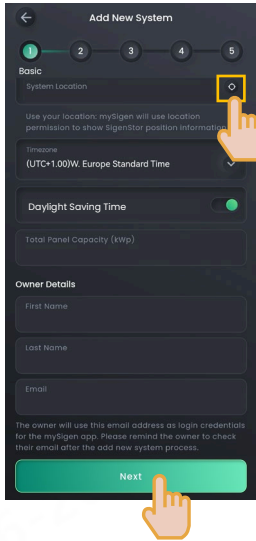 Add New System
1 2 3 4 5
Basic
System Location
Use your location: mySigen will use location
permission to show SigenStar position information
Timezone
(UTC+1.00)W. Europe Standard Time
Daylight Saving Time
Total Panel Capacity (kWp)
Owner Details
First Name
Last Name
Email
The owner will use this email address as login credentials
for the mySigen app. Please remind the owner to check
their email after the add new system process.
Next